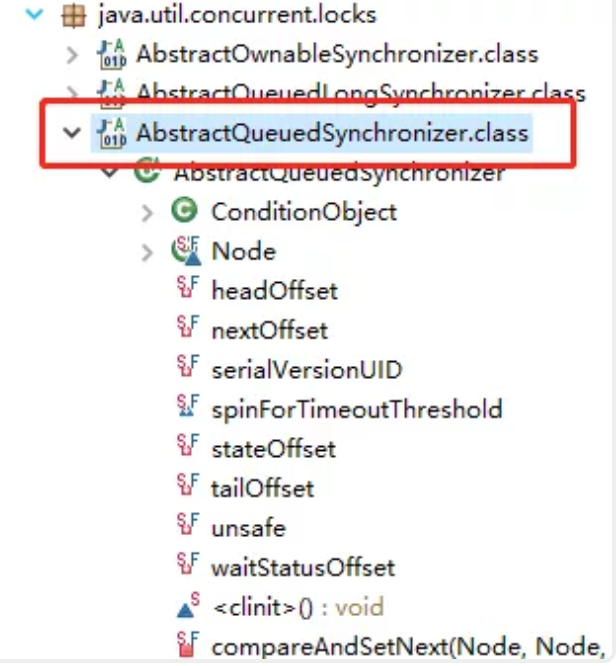 java.util.concurrent.locks
AbstractOwnableSynchronizer.class
AbstractQueuedLongSynchronizer.class
AbstractQueuedSynchronizer.class
AbstractQueuedSynchronizer
ConditionObject
Node
headOffset
nextOffset
serialVersionUID
spinForTimeoutThreshold
stateOffset
tailOffset
unsafe
waitStatusOffset
<clinit>() : void
compareAndSetNext(Node, Node,